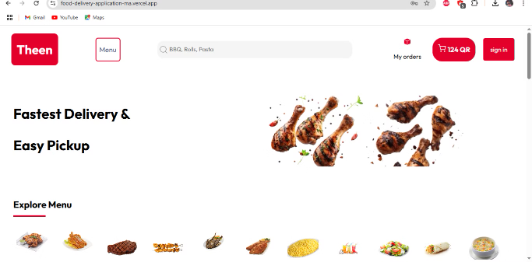 food-delivery-application-ma.vercel.app
Gmail
YouTube
Maps
Theen
Menu
BBQ, Rolls, Pasta
My orders
124 QR
sign in
Fastest Delivery &
Easy Pickup
Explore Menu